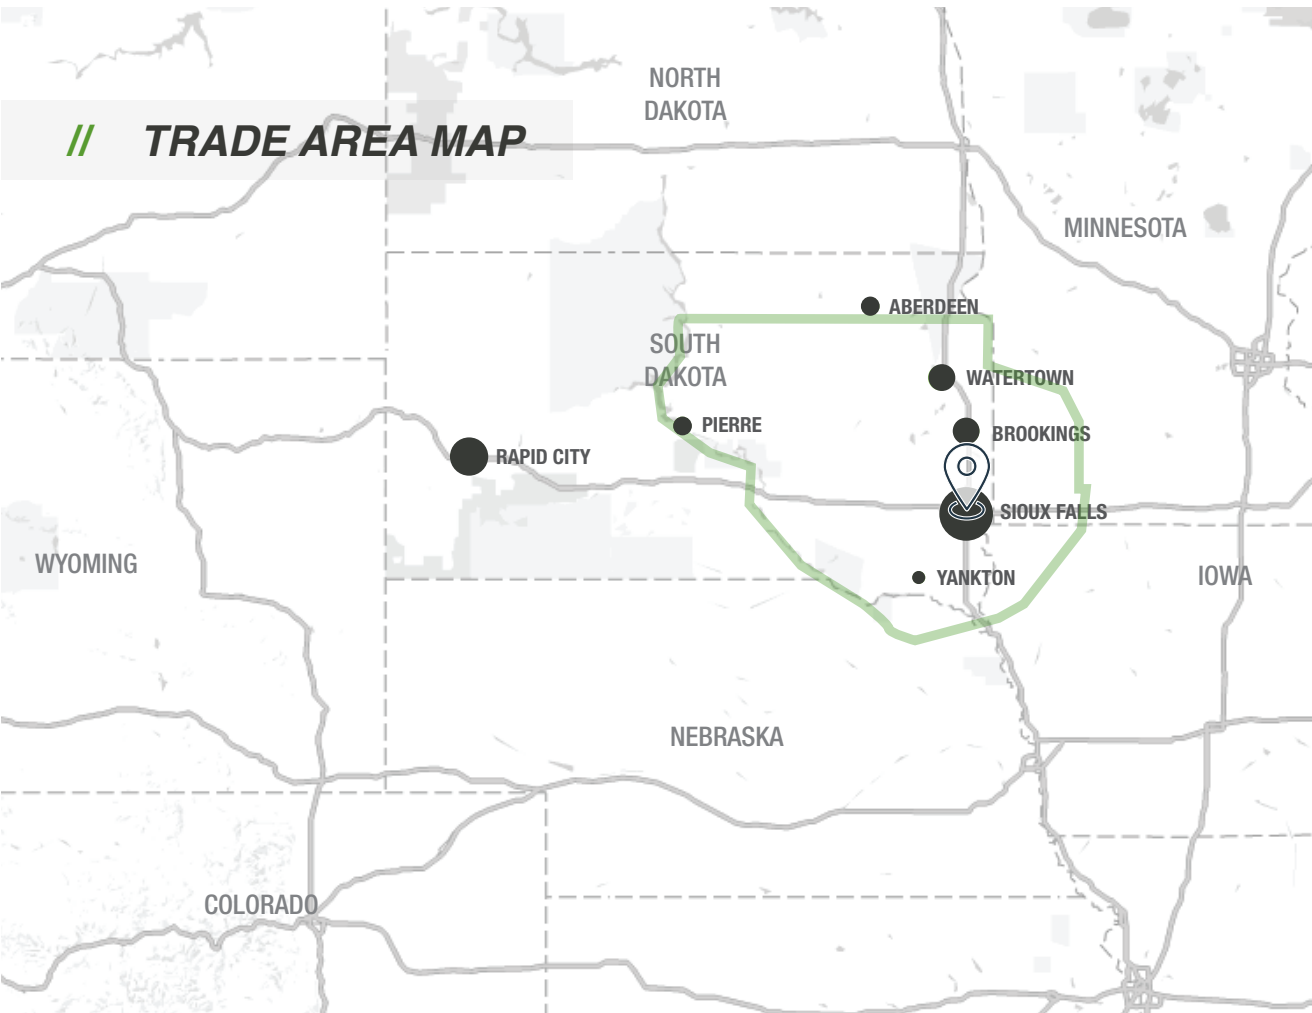 NORTH
DAKOTA
// TRADE AREA MAP
MINNESOTA
ABERDEEN
SOUTH
DAKOTA
WATERTOWN
PIERRE
BROOKINGS
RAPID CITY
SIOUX FALLS
WYOMING
IOWA
YANKTON
NEBRASKA
COLORADO